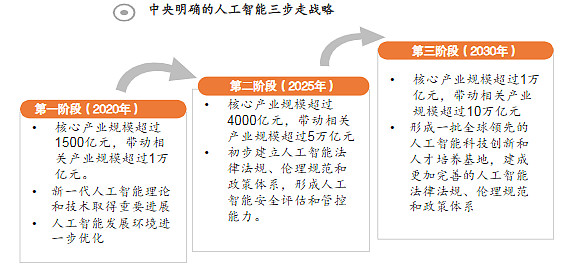 中央明确的人工智能三步走战略
第一阶段（2020年）
• 核心产业规模超过
1500亿元，带动相
关产业规模超过1万
亿元。
• 新一代人工智能理论
和技术取得重要进展
• 人工智能发展环境进
一步优化
第二阶段（2025年）
• 核心产业规模超过
4000亿元，带动相关
产业规模超过5万亿元
• 初步建立人工智能法
律法规、伦理规范和
政策体系，形成人工
智能安全评估和管控
能力。
第三阶段（2030年）
• 核心产业规模超过1万
亿元，带动相关产业
规模超过10万亿元
• 形成一批全球领先的
人工智能科技创新和
人才培养基地，建成
更加完善的人工智能
法律法规、伦理规范
和政策体系